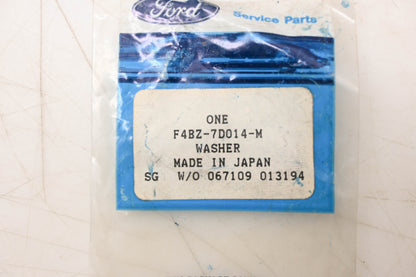 Ford
Service Parts
ONE
F4BZ-7D014-M
WASHER
MADE IN JAPAN
SG W/O 067109 013194